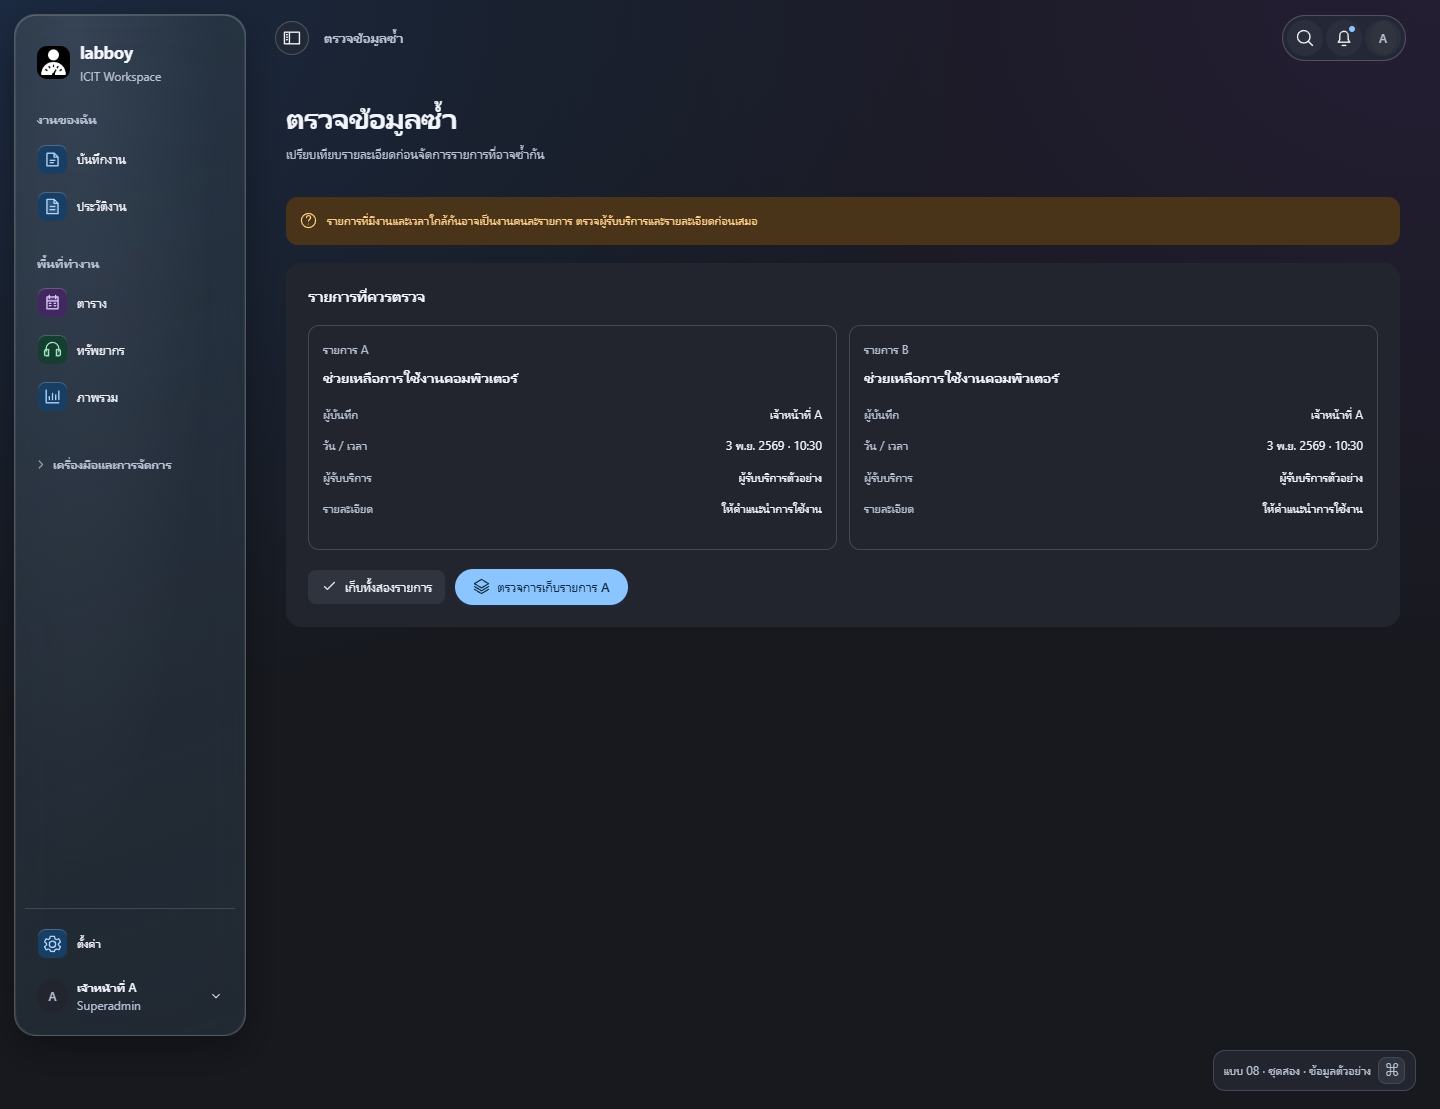 labboy
ICIT Workspace
งานของฉัน
บันทึกงาน
ประวัติงาน
พื้นที่ทำงาน
ตาราง
ทรัพยากร
ภาพรวม
เครื่องมือและการจัดการ
ตั้งค่า
A
เจ้าหน้าที่ A
Superadmin
ตรวจข้อมูลซ้ำ
A
ตรวจข้อมูลซ้ำ
เปรียบเทียบรายละเอียดก่อนจัดการรายการที่อาจซ้ำกัน
รายการที่มีงานและเวลาใกล้กันอาจเป็นงานคนละรายการ ตรวจผู้รับบริการและรายละเอียดก่อนเสมอ
รายการที่ควรตรวจ
รายการ A
ช่วยเหลือการใช้งานคอมพิวเตอร์
ผู้บันทึก เจ้าหน้าที่ A
วัน / เวลา 3 พ.ย. 2569 · 10:30
ผู้รับบริการ ผู้รับบริการตัวอย่าง
รายละเอียด ให้คำแนะนำการใช้งาน
รายการ B
ช่วยเหลือการใช้งานคอมพิวเตอร์
ผู้บันทึก เจ้าหน้าที่ A
วัน / เวลา 3 พ.ย. 2569 · 10:30
ผู้รับบริการ ผู้รับบริการตัวอย่าง
รายละเอียด ให้คำแนะนำการใช้งาน
เก็บทั้งสองรายการ
ตรวจการเก็บรายการ A
แบบ 08 · ชุดสอง · ข้อมูลตัวอย่าง ⌘